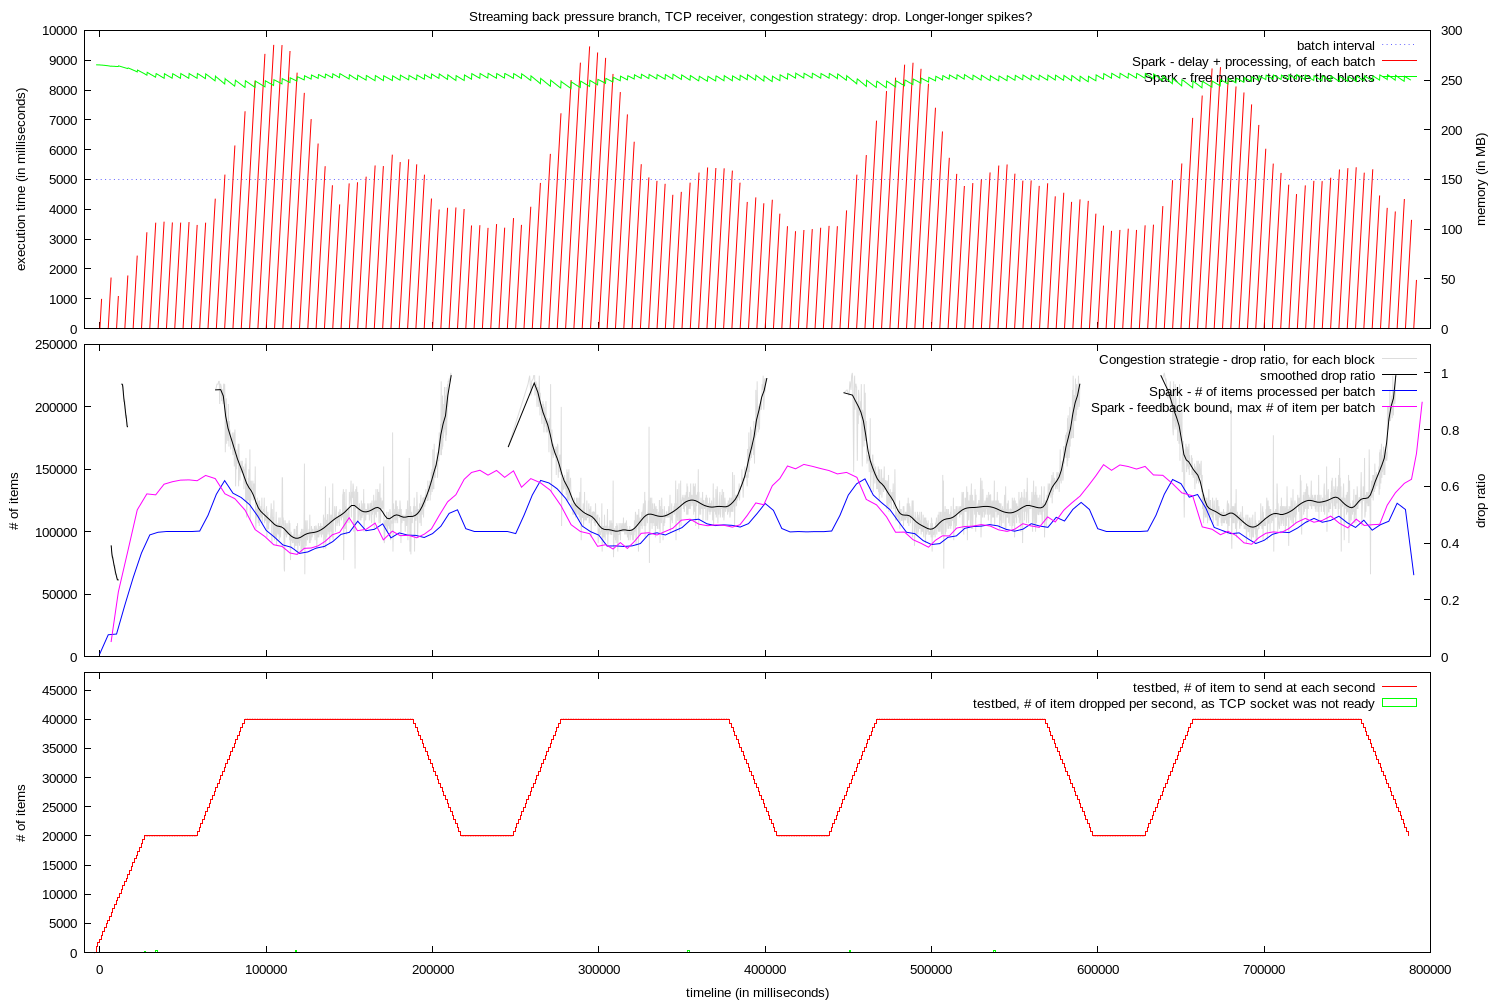 Streaming back pressure branch, TCP receiver, congestion strategy: drop. Longer-longer spikes?
10000
9000
8000
7000
6000
5000
4000
3000
2000
1000
0
execution time (in milliseconds)
batch interval
Spark - delay + processing, of each batch
Spark - free memory to store the blocks
300
250
200
150
100
50
0
memory (in MB)
250000
200000
150000
100000
50000
0
# of items
Congestion strategie - drop ratio, for each block
smoothed drop ratio
Spark - # of items processed per batch
Spark - feedback bound, max # of item per batch
1
0.8
0.6
0.4
0.2
0
drop ratio
45000
40000
35000
30000
25000
20000
15000
10000
5000
0
# of items
testbed, # of item to send at each second
testbed, # of item dropped per second, as TCP socket was not ready
0 100000 200000 300000 400000 500000 600000 700000 800000
timeline (in milliseconds)